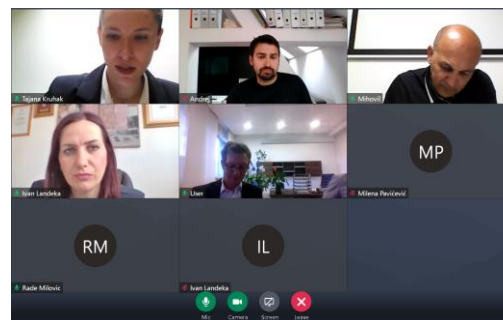 Tajana Kruhak
Andrej
Mihovil
Ivan Landeka
User
MP
Milena Pavićević
RM
Rade Milovic
IL
Ivan Landeka
Mic
Camera
Screen
Leave